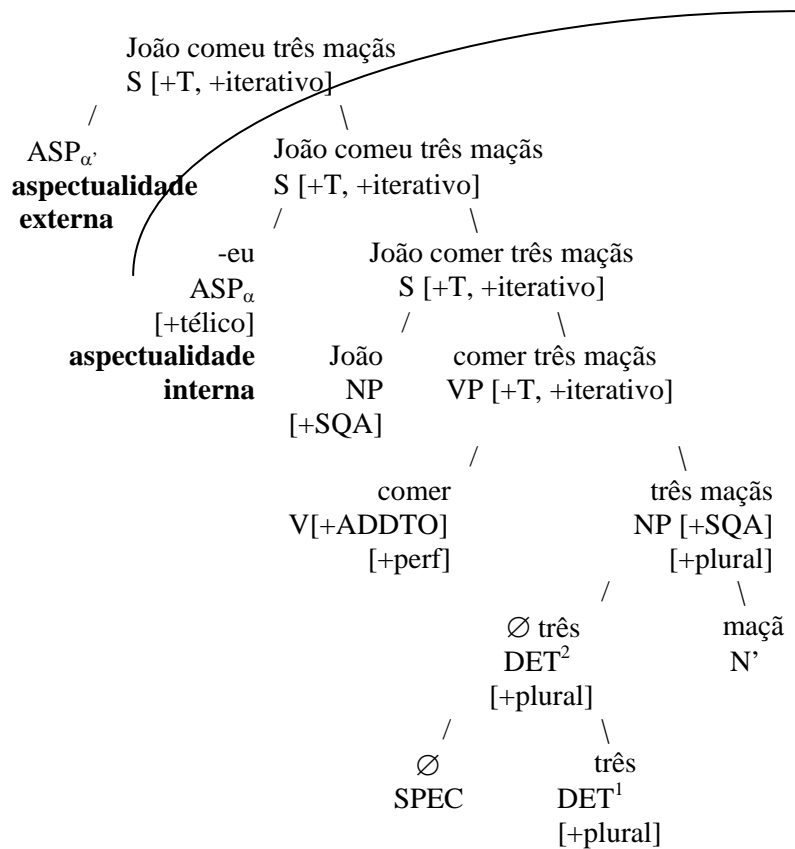 João comeu três maçãs
S [+T, +iterativo]
/ \
ASPα’
aspectualidade
externa
João comeu três maçãs
S [+T, +iterativo]
/ \
-eu
ASPα
[+télico]
aspectualidade
interna
João comer três maçãs
S [+T, +iterativo]
/ \
João
NP
[+SQA]
comer três maçãs
VP [+T, +iterativo]
/ \
comer
V[+ADDTO]
[+perf]
três maçãs
NP [+SQA]
[+plural]
/ \
∅ três
DET²
[+plural]
maçã
N’
/ \
∅
SPEC
três
DET¹
[+plural]